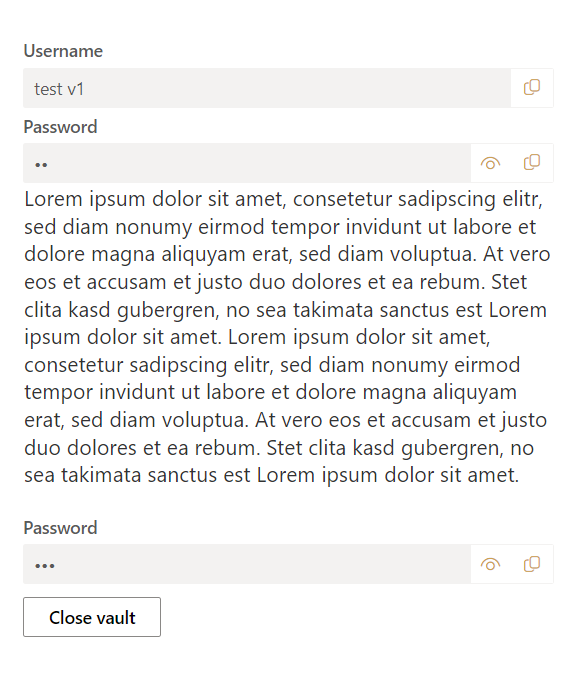 Username
test v1
Password
••
Lorem ipsum dolor sit amet, consetetur sadipscing elitr,
sed diam nonumy eirmod tempor invidunt ut labore et
dolore magna aliquyam erat, sed diam voluptua. At vero
eos et accusam et justo duo dolores et ea rebum. Stet
clita kasd gubergren, no sea takimata sanctus est Lorem
ipsum dolor sit amet. Lorem ipsum dolor sit amet,
consetetur sadipscing elitr, sed diam nonumy eirmod
tempor invidunt ut labore et dolore magna aliquyam
erat, sed diam voluptua. At vero eos et accusam et justo
duo dolores et ea rebum. Stet clita kasd gubergren, no
sea takimata sanctus est Lorem ipsum dolor sit amet.
Password
•••
Close vault